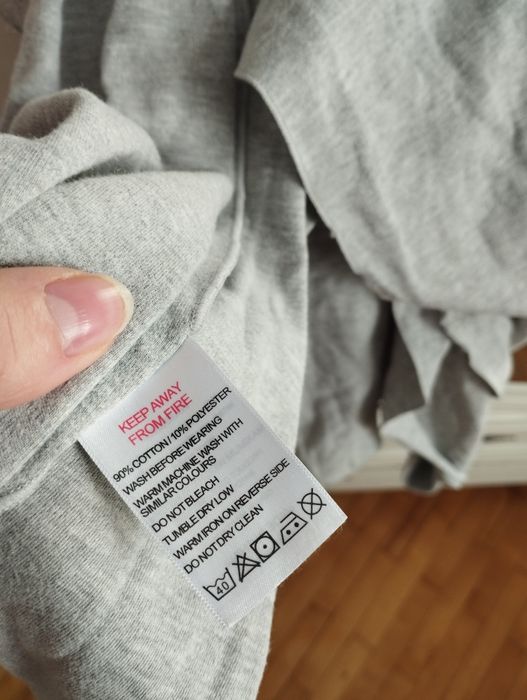 KEEP AWAY
FROM FIRE
90% COTTON / 10% POLYESTER
WASH BEFORE WEARING
WARM MACHINE WASH WITH
SIMILAR COLOURS
DO NOT BLEACH
TUMBLE DRY LOW
WARM IRON ON REVERSE SIDE
DO NOT DRY CLEAN
40